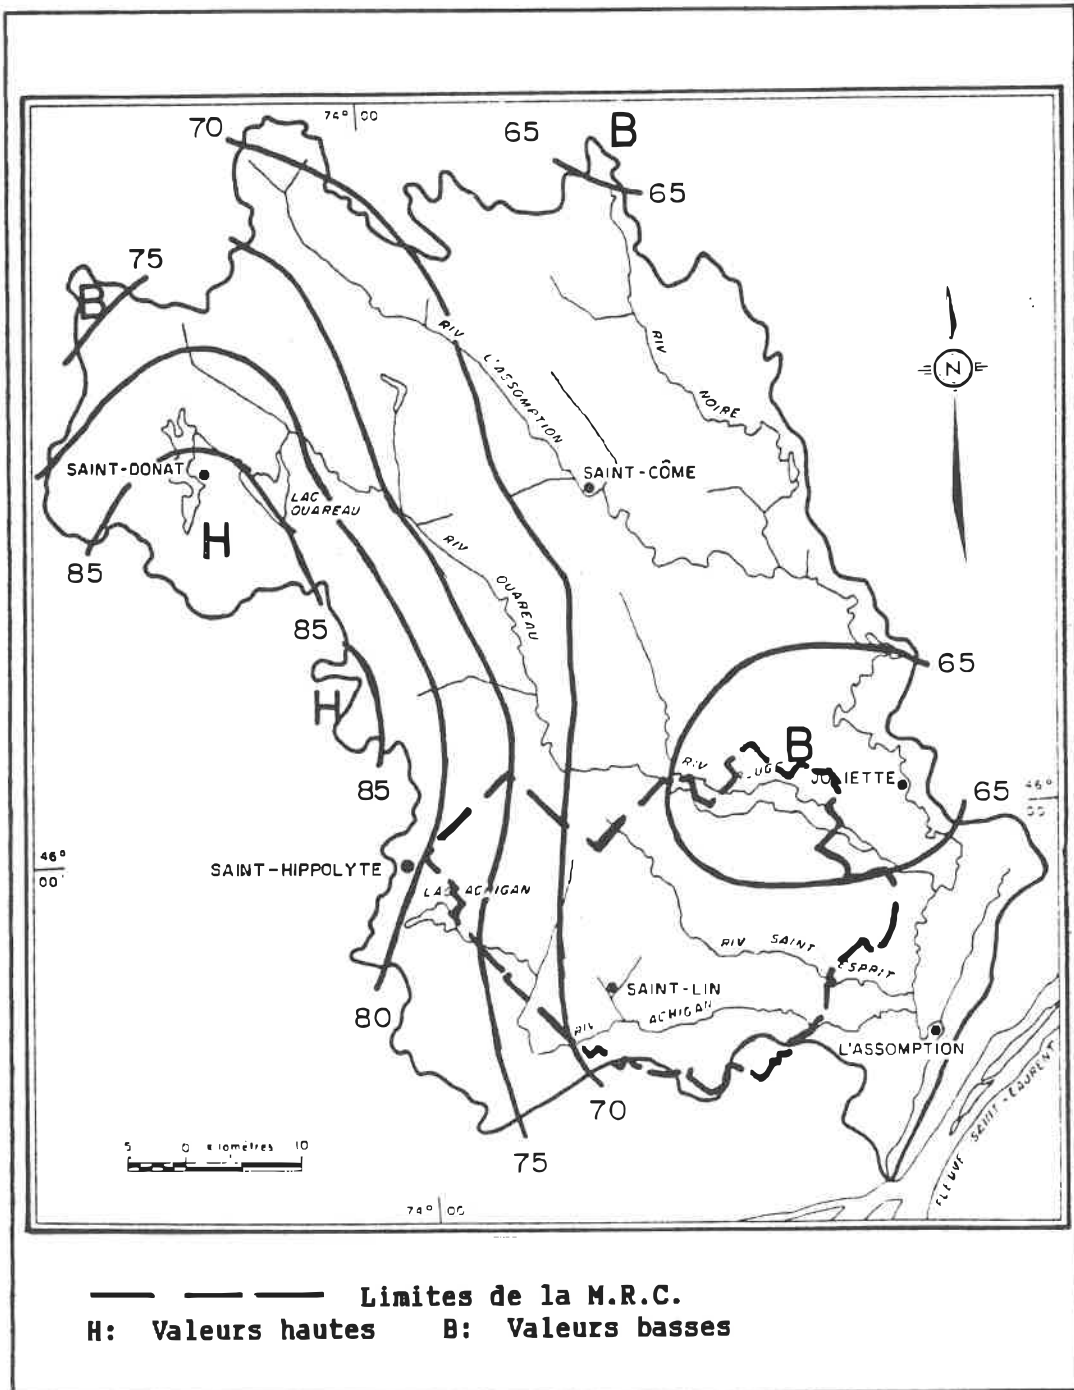 74° 00
70
65
B
65
75
B
RIV
L'ASSOMPTION
RIV
NOIRE
N
SAINT-DONAT
SAINT-CÔME
LAC
OUAREAU
H
RIV
OUAREAU
85
85
65
H
B
RIV
ROUGE
JOLIETTE
85
65
46°
00
46°
00'
SAINT-HIPPOLYTE
LAC ACHIGAN
RIV SAINT
ESPRIT
SAINT-LIN
80
RIV
ACHIGAN
L'ASSOMPTION
70
75
FLEUVE SAINT-LAURENT
5 0 kilomètres 10
74° 00
Limites de la M.R.C.
H: Valeurs hautes B: Valeurs basses